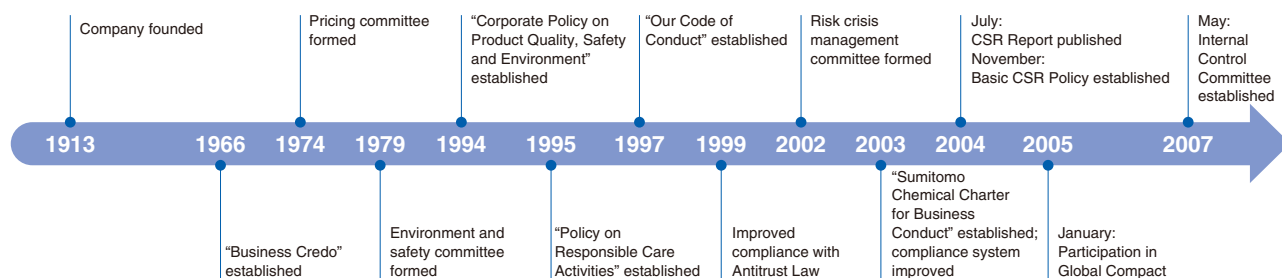 Company founded
Pricing committee
formed
“Corporate Policy on
Product Quality, Safety
and Environment”
established
“Our Code of
Conduct” established
Risk crisis
management
committee formed
July:
CSR Report published
November:
Basic CSR Policy established
May:
Internal
Control
Committee
established
1913
1966
1974
1979
1994
1995
1997
1999
2002
2003
2004
2005
2007
“Business Credo”
established
Environment and
safety committee
formed
“Policy on
Responsible Care
Activities” established
Improved
compliance with
Antitrust Law
“Sumitomo
Chemical Charter
for Business
Conduct” established;
compliance system
improved
January:
Participation in
Global Compact